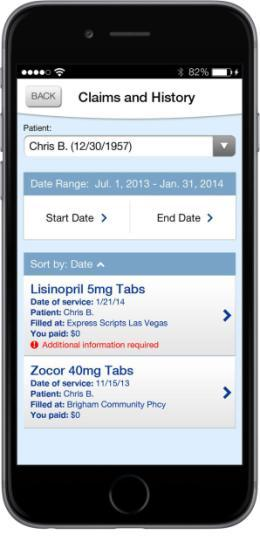 82%
BACK
Claims and History
Patient:
Chris B. (12/30/1957)
Date Range: Jul. 1, 2013 - Jan. 31, 2014
Start Date
End Date
Sort by: Date
Lisinopril 5mg Tabs
Date of service: 1/21/14
Patient: Chris B.
Filled at: Express Scripts Las Vegas
You paid: $0
Additional information required
Zocor 40mg Tabs
Date of service: 11/15/13
Patient: Chris B.
Filled at: Brigham Community Phcy
You paid: $0